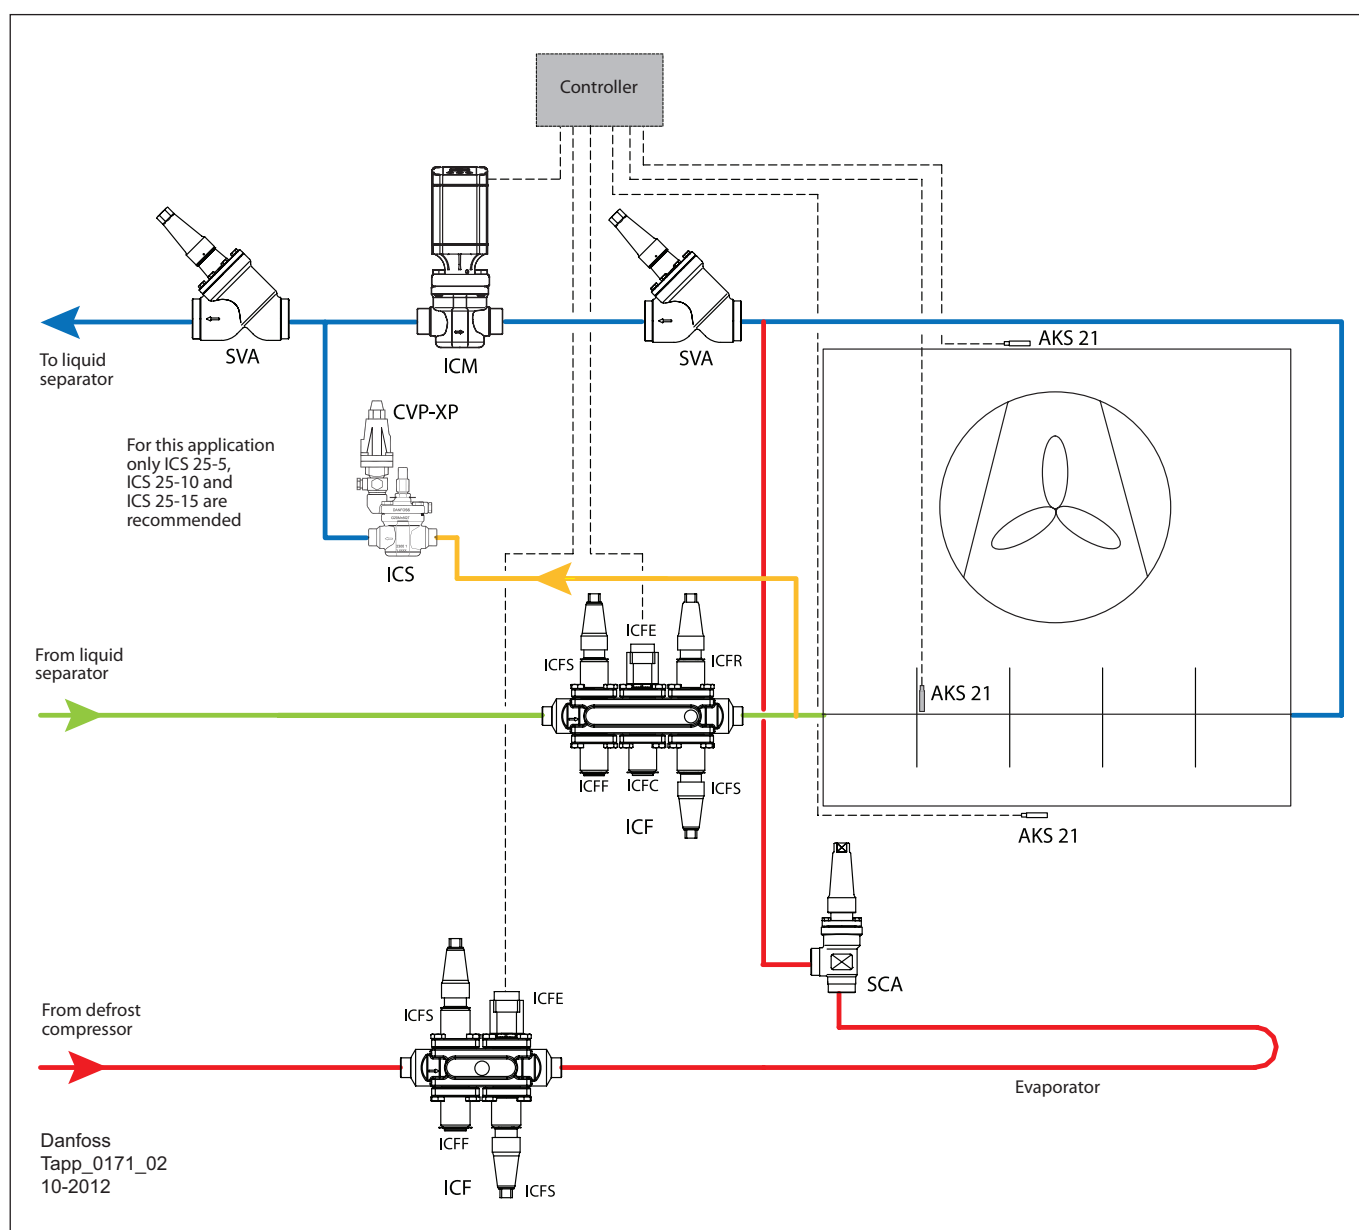 Controller
AKS 21
SVA
ICM
SVA
To liquid
separator
CVP-XP
For this application
only ICS 25-5,
ICS 25-10 and
ICS 25-15 are
recommended
DANFOSS
ICS
ICFE
ICFS
ICFR
From liquid
separator
AKS 21
ICFF
ICFC
ICFS
ICF
AKS 21
SCA
ICFE
From defrost
compressor
ICFS
Evaporator
ICFF
ICF
ICFS
Danfoss
Tapp_0171_02
10-2012